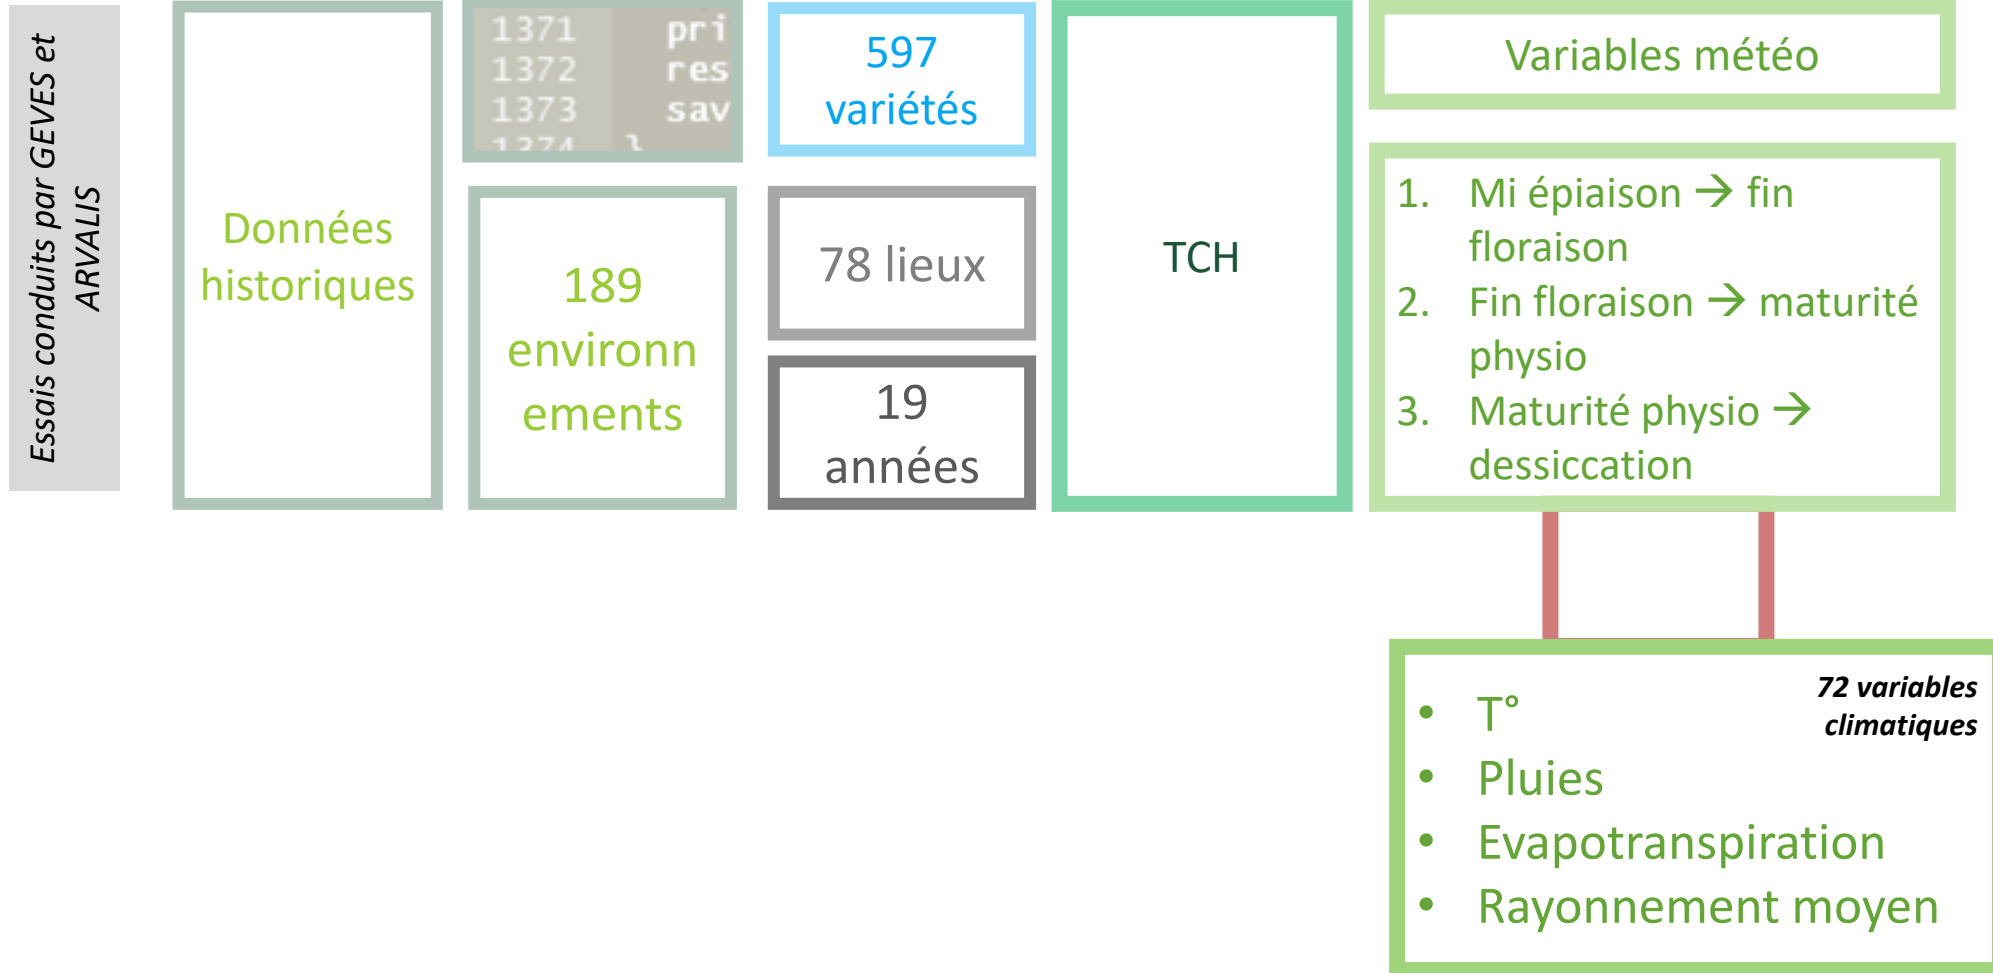 Essais conduits par GEVES et
ARVALIS
Données
historiques
1371 pri
1372 res
1373 sav
1374 }
189
environn
ements
597
variétés
78 lieux
19
années
TCH
Variables météo
1. Mi épiaison → fin
floraison
2. Fin floraison → maturité
physio
3. Maturité physio →
dessiccation
72 variables
climatiques
• T°
• Pluies
• Evapotranspiration
• Rayonnement moyen